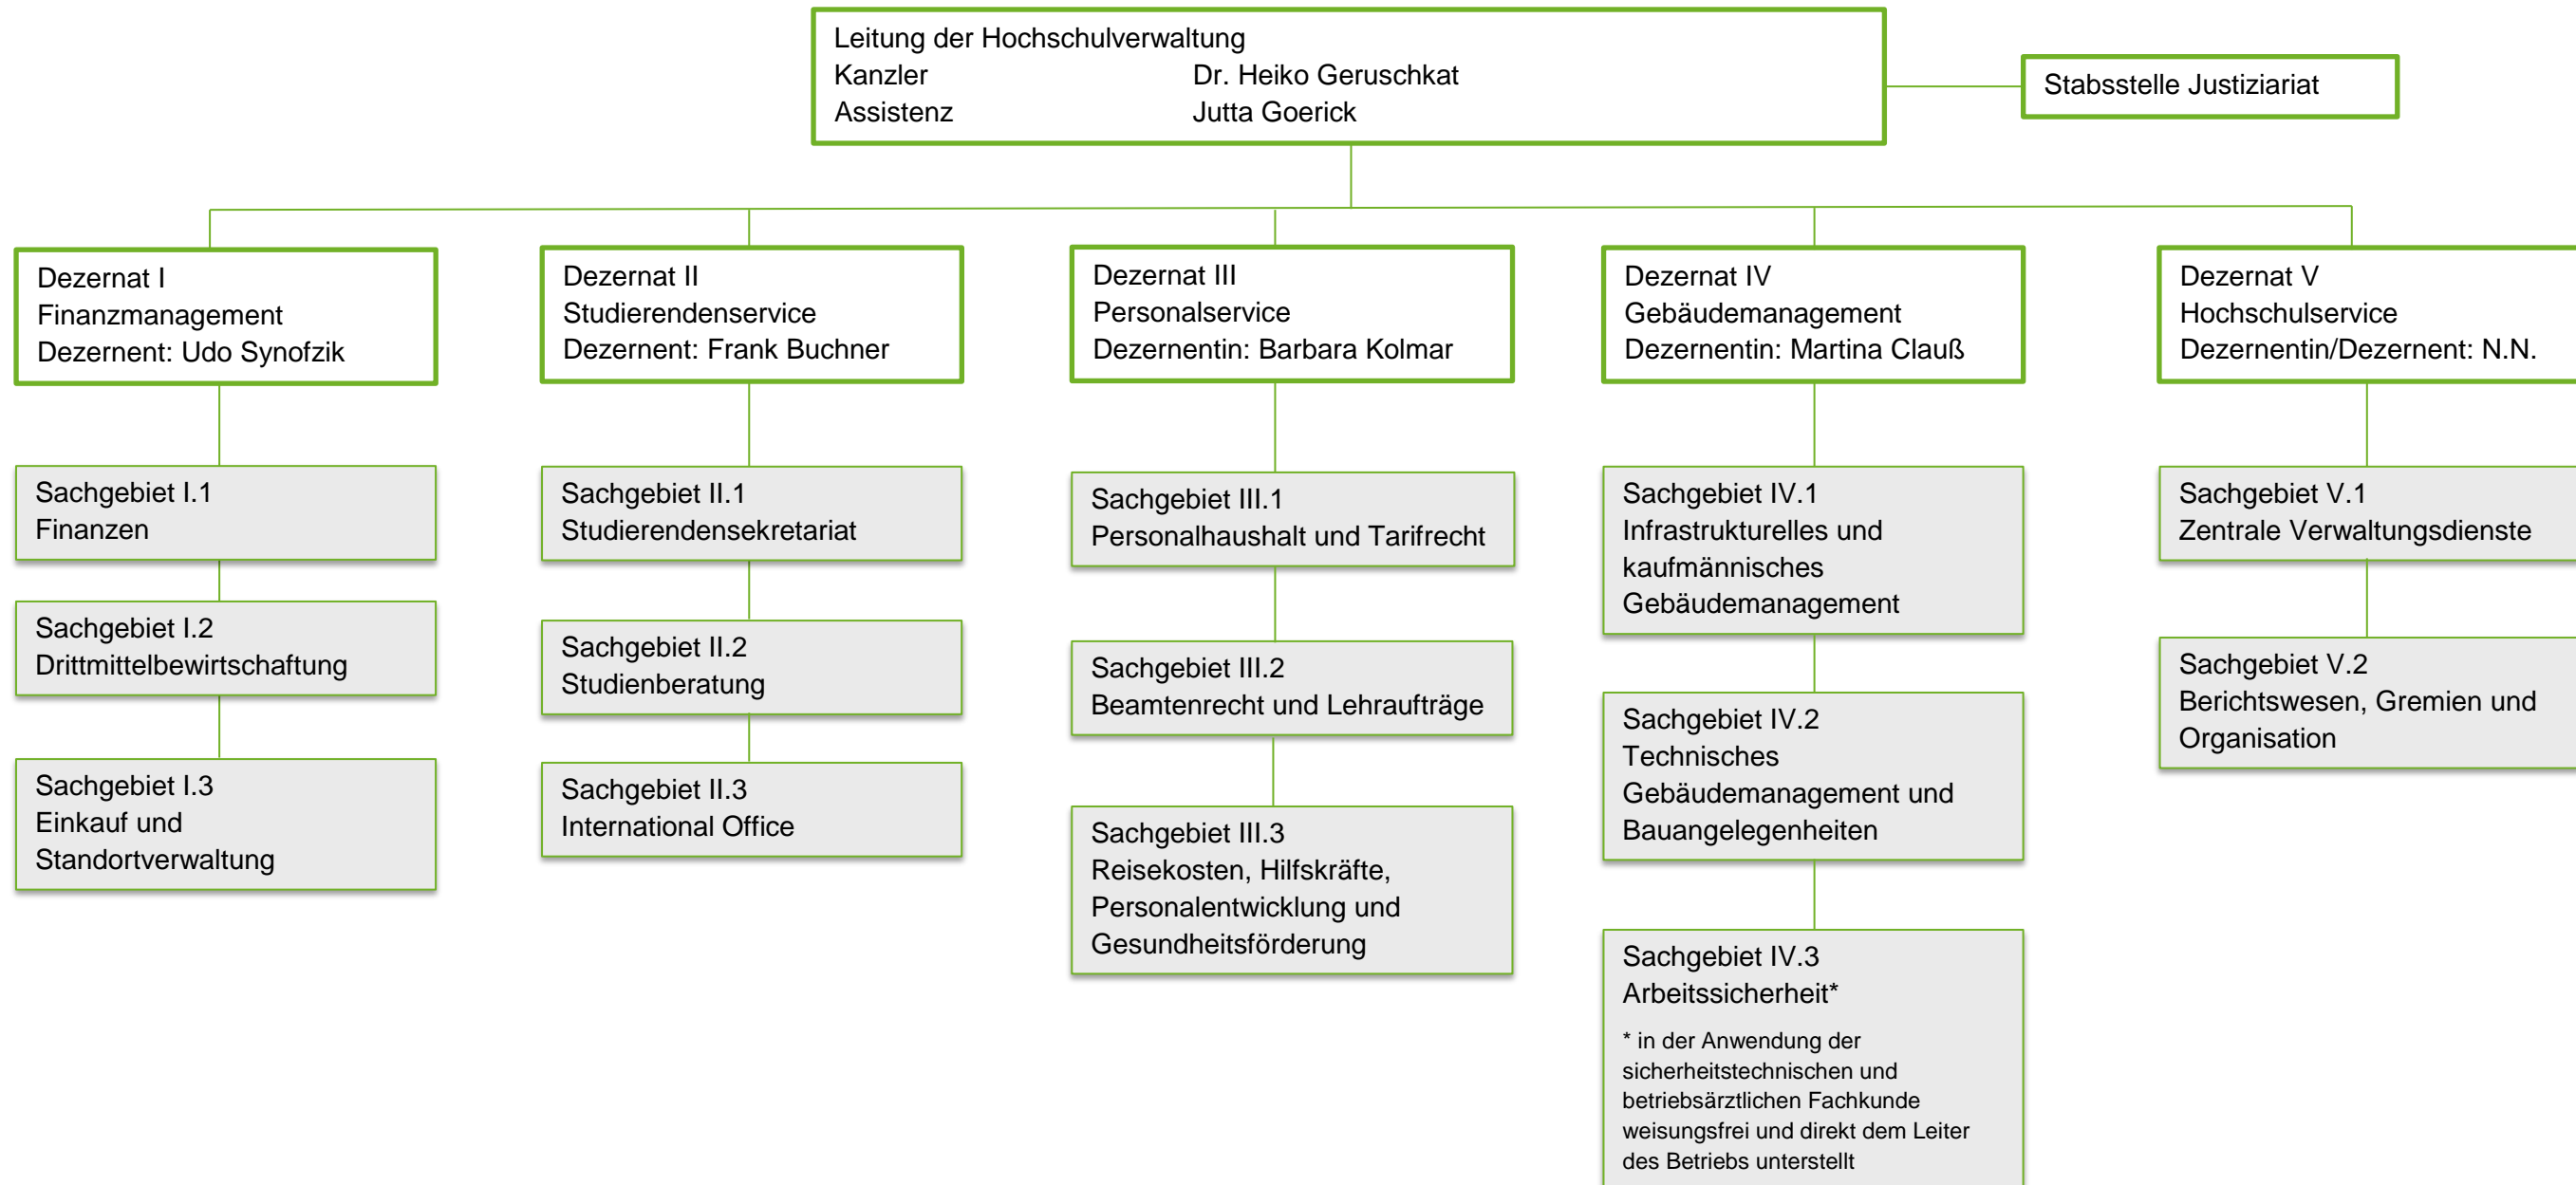 Leitung der Hochschulverwaltung
Kanzler Dr. Heiko Geruschkat
Assistenz Jutta Goerick
Stabsstelle Justiziariat
Dezernat I
Finanzmanagement
Dezernent: Udo Synofzik
Dezernat II
Studierendenservice
Dezernent: Frank Buchner
Dezernat III
Personalservice
Dezernentin: Barbara Kolmar
Dezernat IV
Gebäudemanagement
Dezernentin: Martina Clauß
Dezernat V
Hochschulservice
Dezernentin/Dezernent: N.N.
Sachgebiet I.1
Finanzen
Sachgebiet I.2
Drittmittelbewirtschaftung
Sachgebiet I.3
Einkauf und
Standortverwaltung
Sachgebiet II.1
Studierendensekretariat
Sachgebiet II.2
Studienberatung
Sachgebiet II.3
International Office
Sachgebiet III.1
Personalhaushalt und Tarifrecht
Sachgebiet III.2
Beamtenrecht und Lehraufträge
Sachgebiet III.3
Reisekosten, Hilfskräfte,
Personalentwicklung und
Gesundheitsförderung
Sachgebiet IV.1
Infrastrukturelles und
kaufmännisches
Gebäudemanagement
Sachgebiet IV.2
Technisches
Gebäudemanagement und
Bauangelegenheiten
Sachgebiet IV.3
Arbeitssicherheit*
* in der Anwendung der
sicherheitstechnischen und
betriebsärztlichen Fachkunde
weisungsfrei und direkt dem Leiter
des Betriebs unterstellt
Sachgebiet V.1
Zentrale Verwaltungsdienste
Sachgebiet V.2
Berichtswesen, Gremien und
Organisation